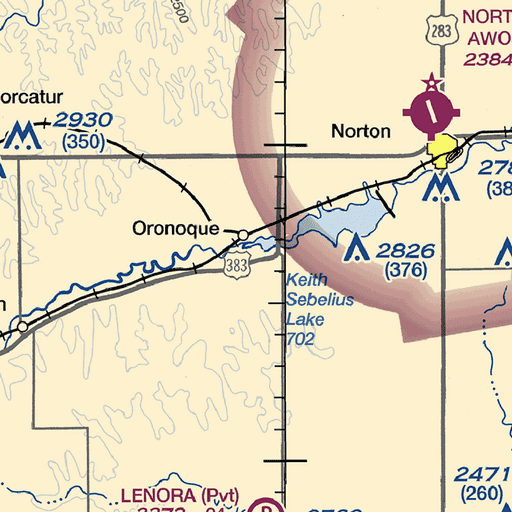 2500
283
NORT
AWO
2384
orcatur
2930
(350)
Norton
278
(38
Oronoque
383
2826
(376)
Keith
Sebelius
Lake
702
n
2471
(260)
LENORA (Pvt)
R